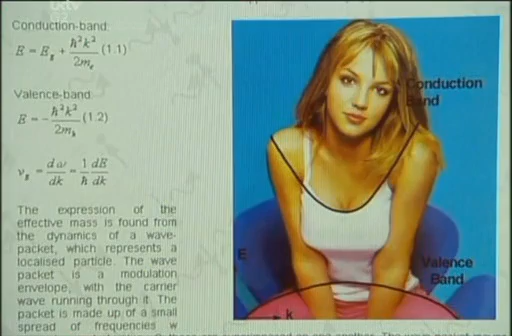 Conduction-band:
E = E_g + ħ²k²/2m_e (1.1)
Valence-band:
E = -ħ²k²/2m_h (1.2)
v_g = dω/dk = 1/ħ dE/dk
The expression of the
effective mass is found from
the dynamics of a wave-
packet, which represents a
localised particle. The wave
packet is a modulation
envelope, with the carrier
wave running through it. The
packet is made up of a small
spread of frequencies w
Conduction
Band
E
Valence
Band
k